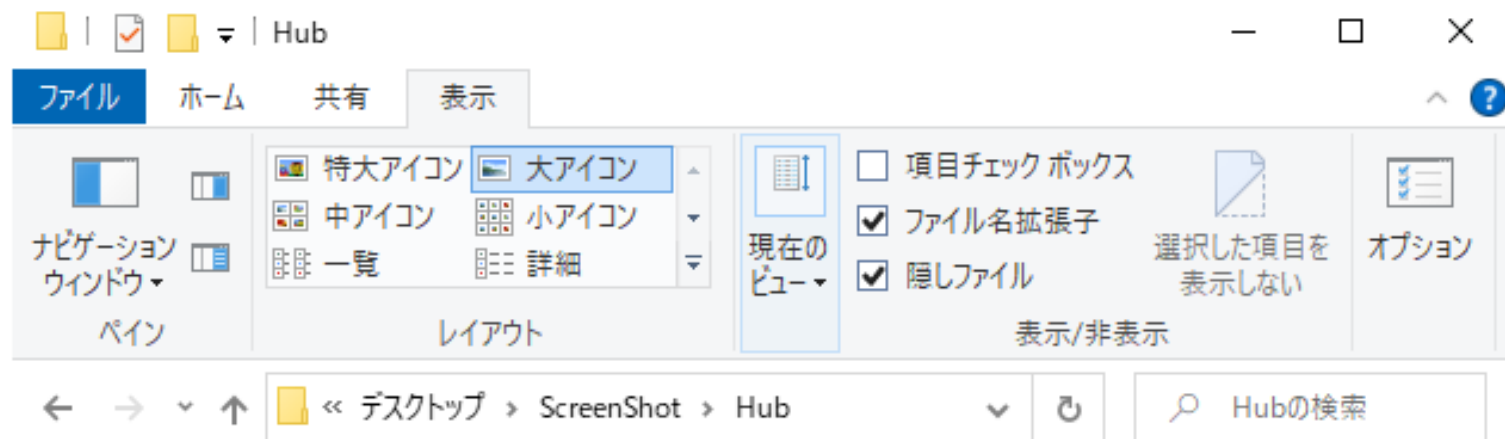 Hub
ファイル ホーム 共有 表示
特大アイコン 大アイコン
中アイコン 小アイコン
一覧 詳細
ナビゲーション
ウィンドウ
現在の
ビュー
項目チェック ボックス
ファイル名拡張子
隠しファイル
選択した項目を
表示しない
オプション
ペイン レイアウト 表示/非表示
« デスクトップ › ScreenShot › Hub Hubの検索